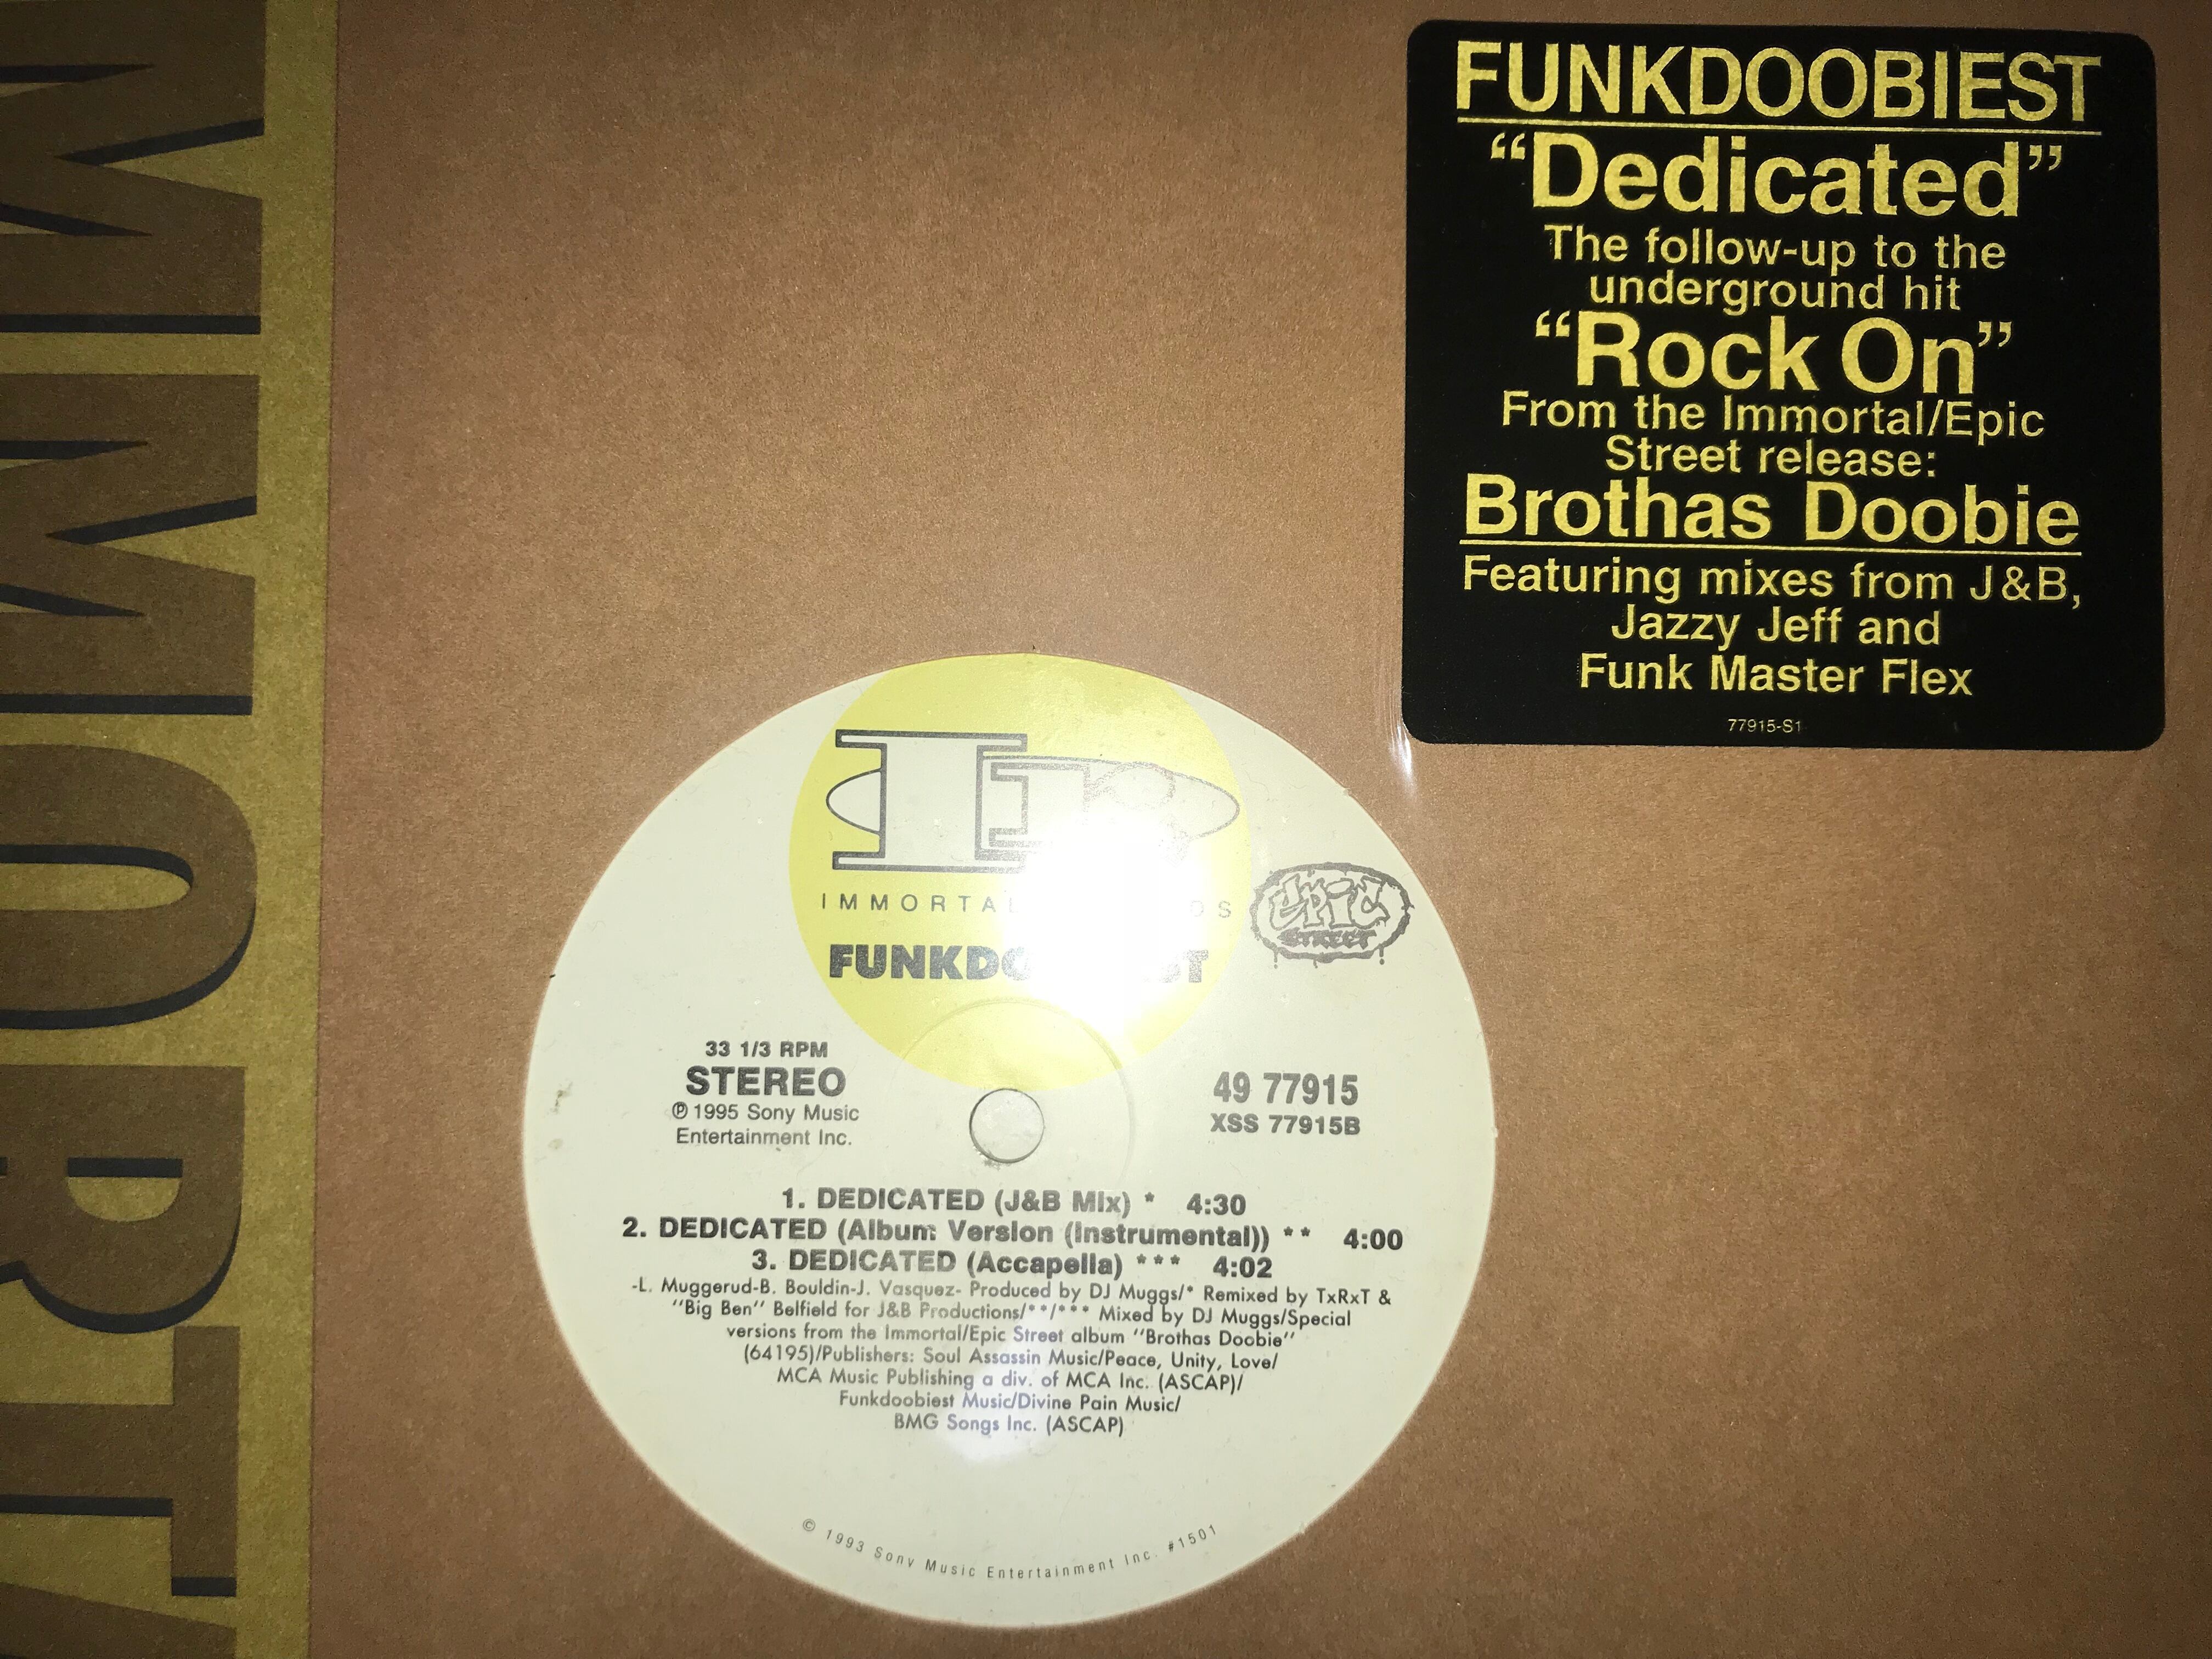 IMMORTA
FUNKDOOBIEST
“Dedicated”
The follow-up to the
underground hit
“Rock On”
From the Immortal/Epic
Street release:
Brothas Doobie
Featuring mixes from J&B,
Jazzy Jeff and
Funk Master Flex
77915-S1
IMMORTAL
epic
STREET
33 1/3 RPM
STEREO
℗ 1995 Sony Music
Entertainment Inc.
49 77915
XSS 77915B
1. DEDICATED (J&B Mix) * 4:30
2. DEDICATED (Album Version (Instrumental)) ** 4:00
3. DEDICATED (Accapella) *** 4:02
-L. Muggerud-B. Bouldin-J. Vasquez- Produced by DJ Muggs/* Remixed by TxRxT &
"Big Ben" Belfield for J&B Productions/**/*** Mixed by DJ Muggs/Special
versions from the Immortal/Epic Street album "Brothas Doobie"
(64195)/Publishers: Soul Assassin Music/Peace, Unity, Love/
MCA Music Publishing a div. of MCA Inc. (ASCAP)/
Funkdoobiest Music/Divine Pain Music/
BMG Songs Inc. (ASCAP)
© 1993 Sony Music Entertainment Inc. #1501